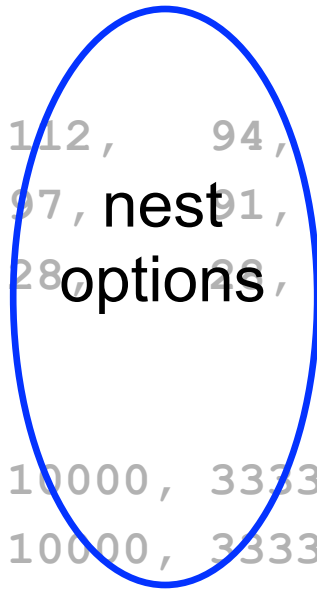 112, 94,
97, 91,
nest
28, 28,
options
10000, 3333
10000, 3333